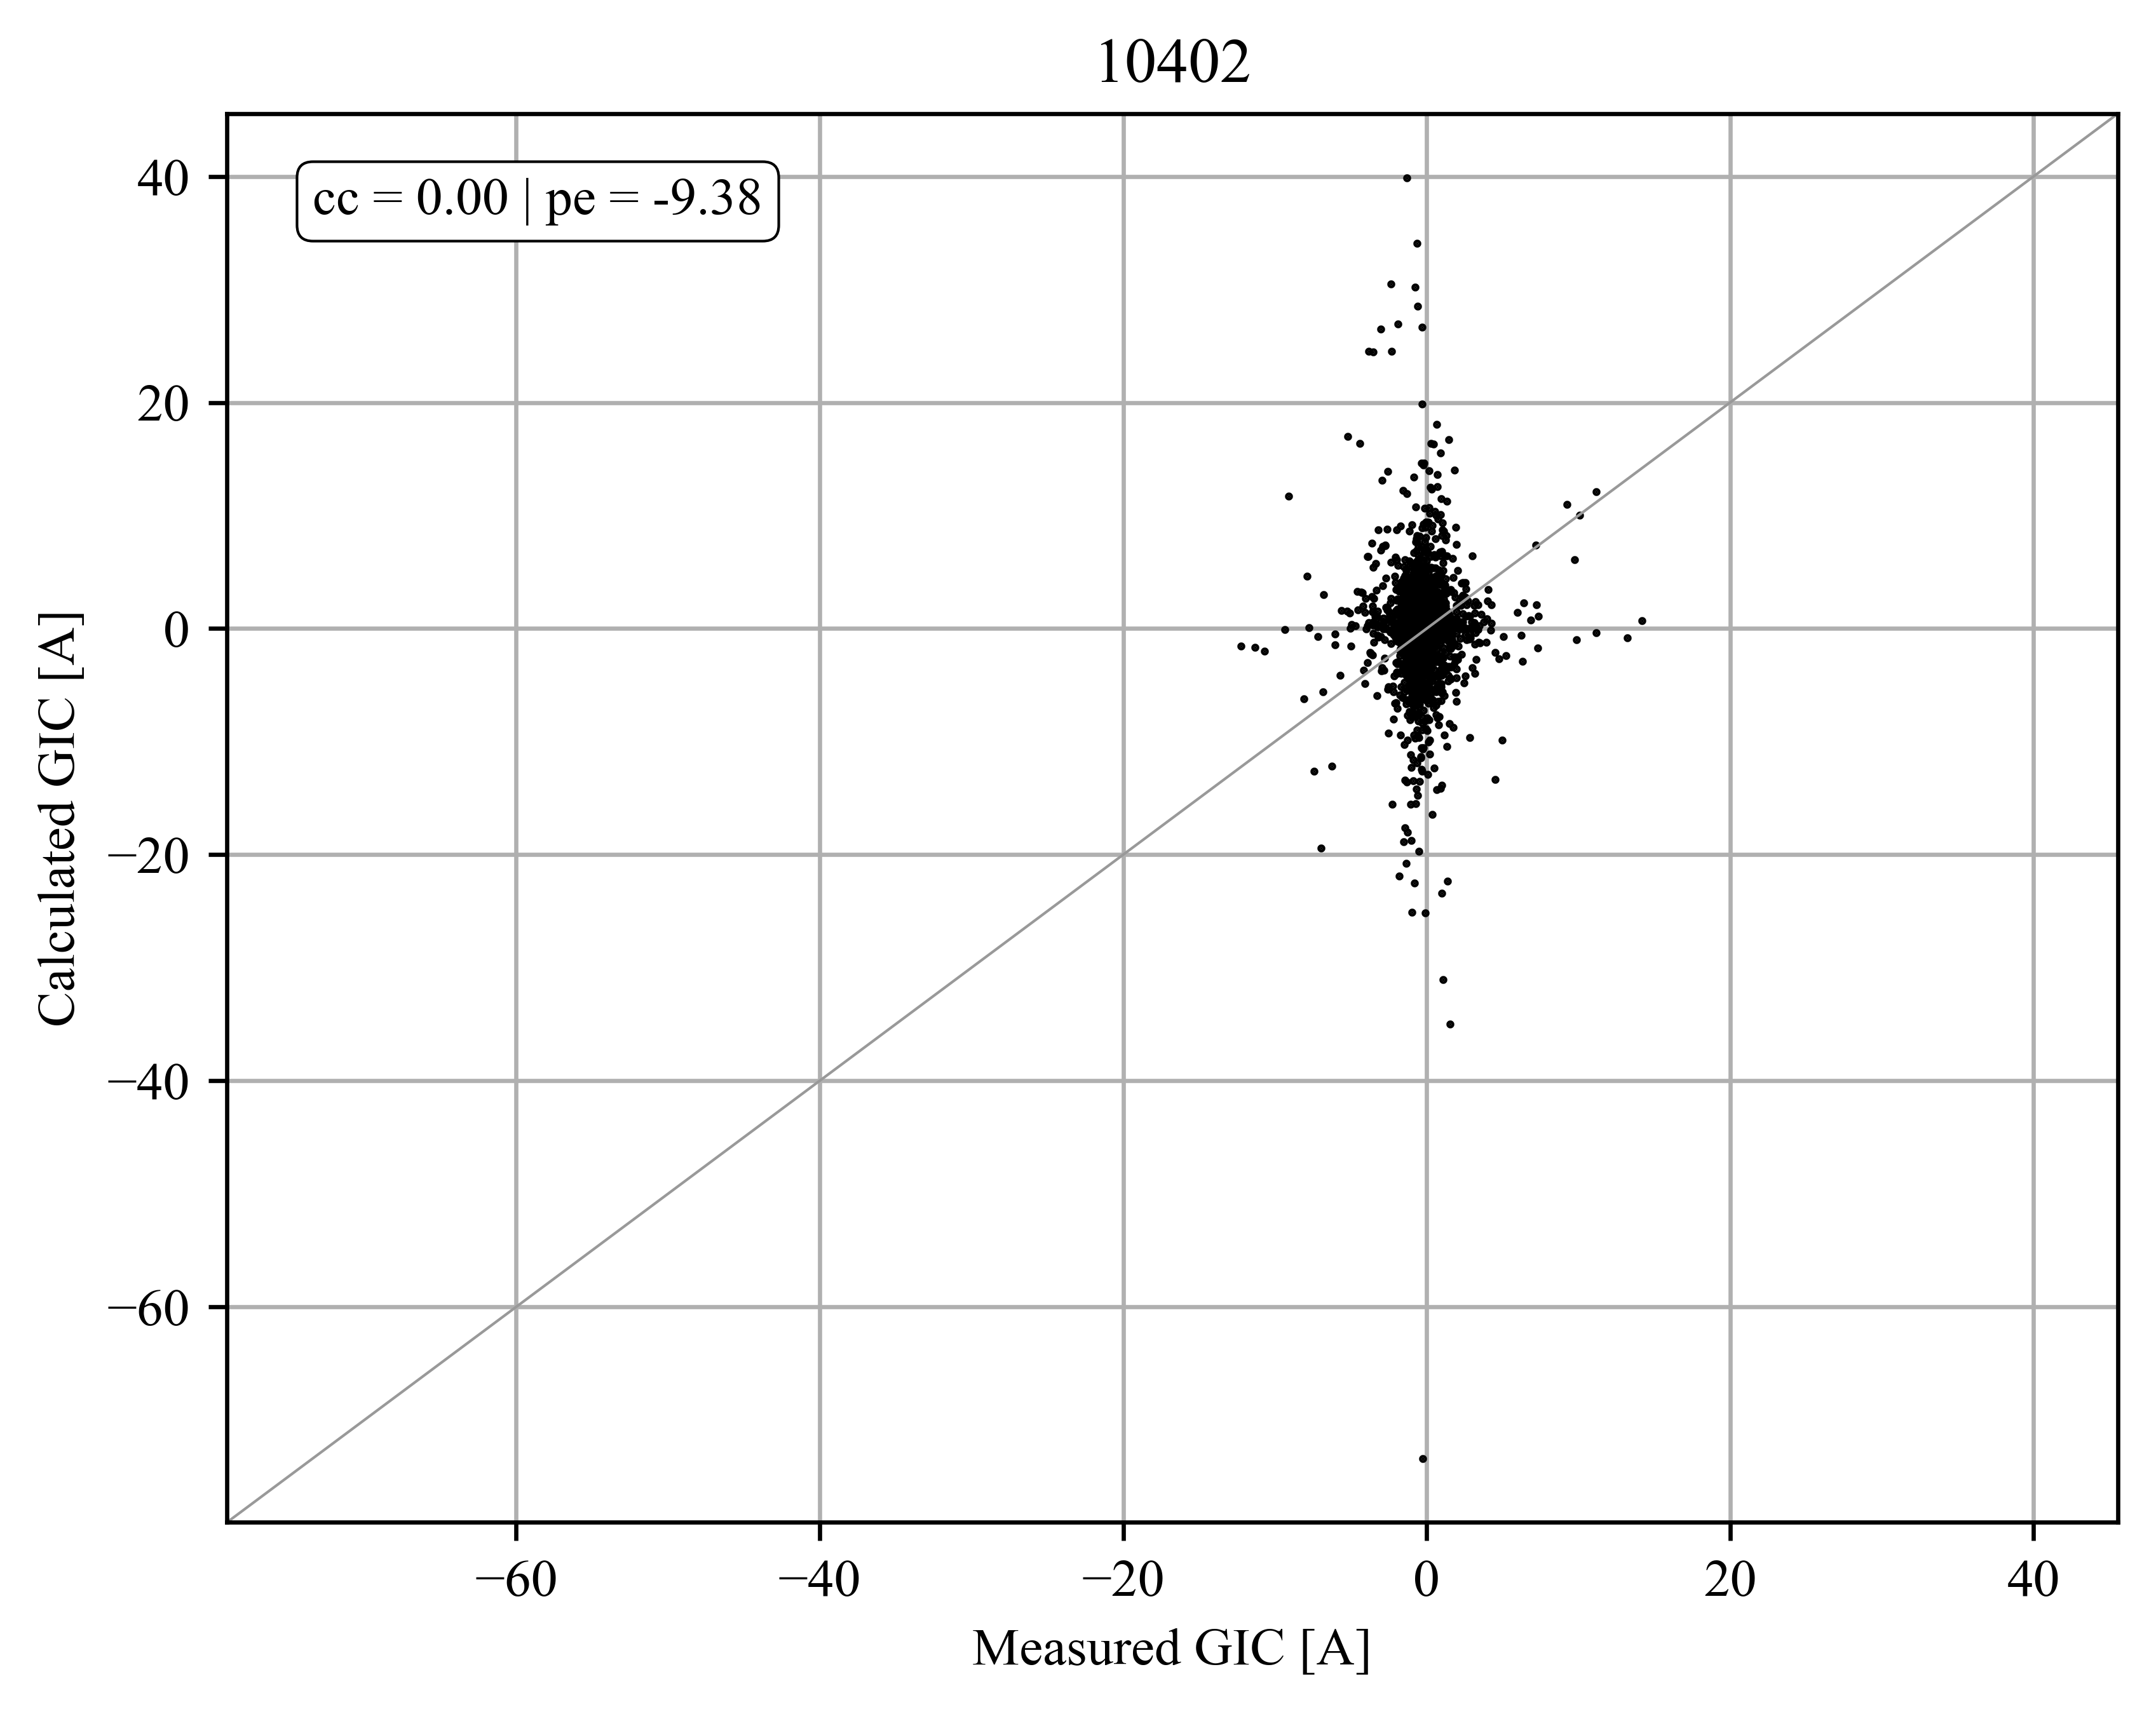 10402
cc = 0.00 | pe = -9.38
40
20
0
−20
−40
−60
Calculated GIC [A]
−60 −40 −20 0 20 40
Measured GIC [A]